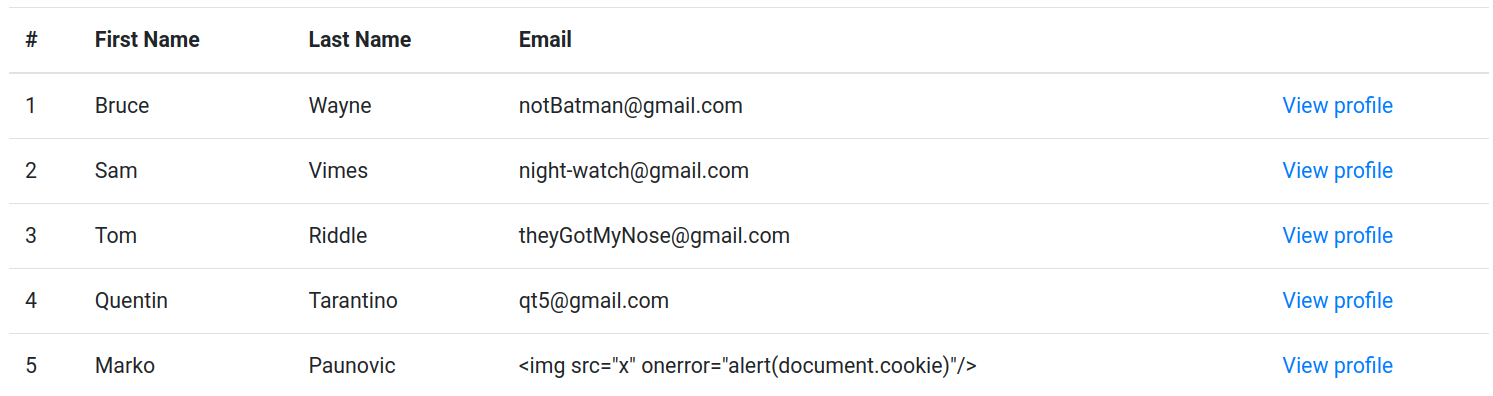 # First Name Last Name Email
1 Bruce Wayne notBatman@gmail.com View profile
2 Sam Vimes night-watch@gmail.com View profile
3 Tom Riddle theyGotMyNose@gmail.com View profile
4 Quentin Tarantino qt5@gmail.com View profile
5 Marko Paunovic <img src="x" onerror="alert(document.cookie)"/> View profile